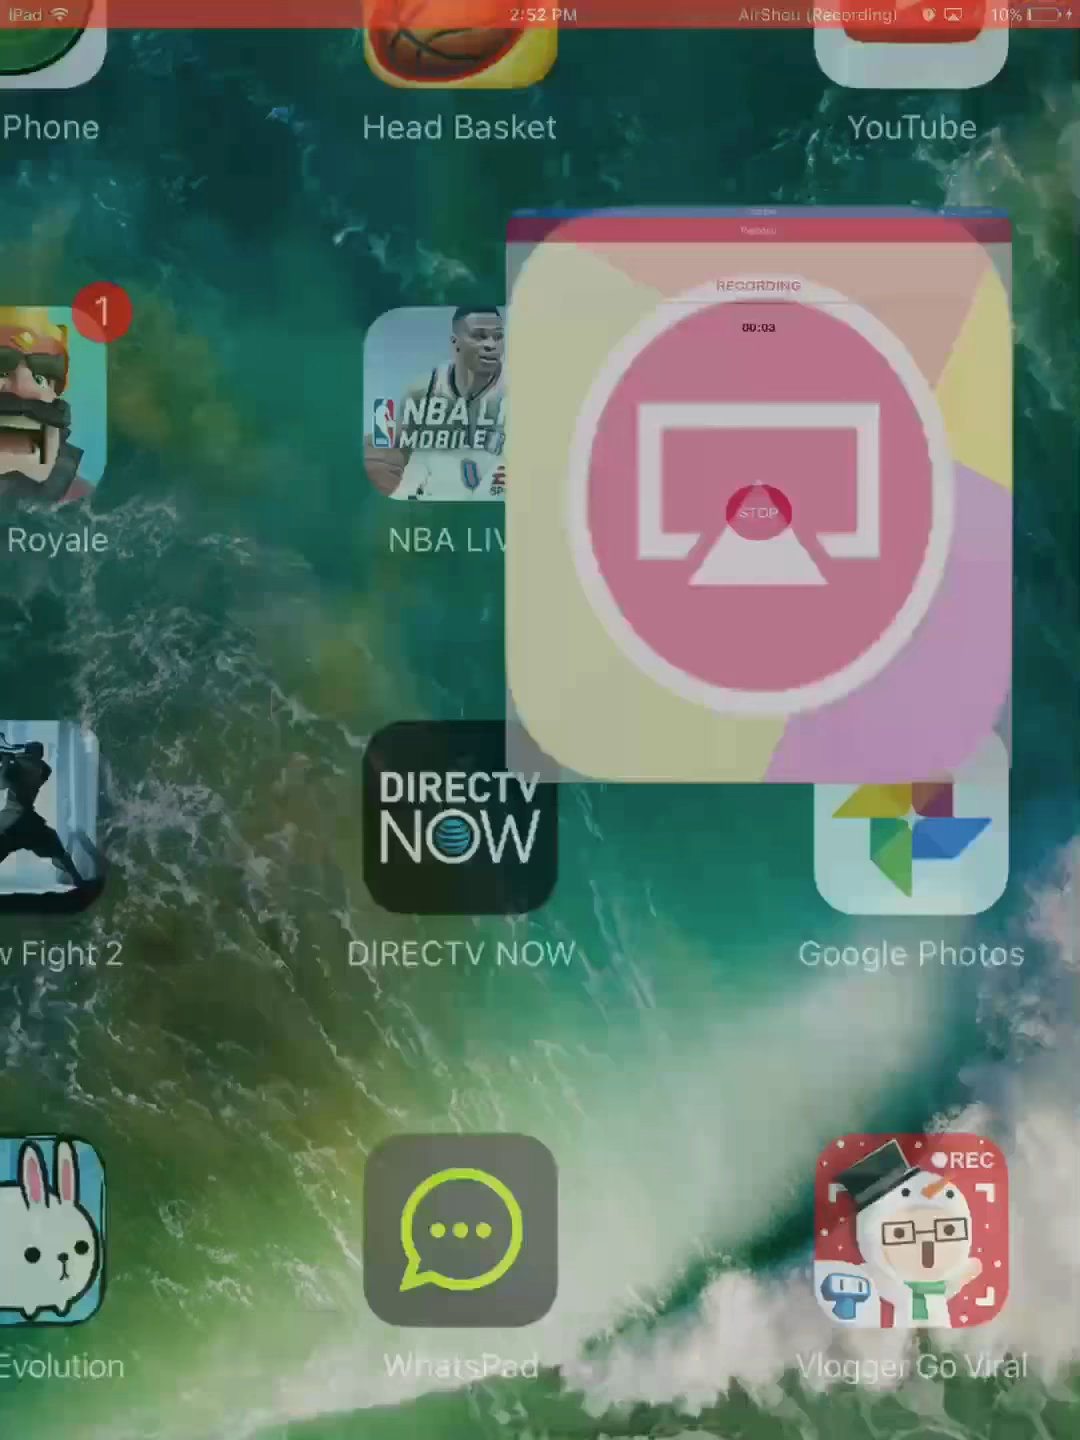 iPad 2:52 PM AirShou (Recording) 10%
Phone Head Basket YouTube
Record
RECORDING
00:03
1
NBA LI
MOBILE
STOP
Royale NBA LIV
DIRECTV
NOW
w Fight 2 DIRECTV NOW Google Photos
REC
Evolution WhatsPad Vlogger Go Viral